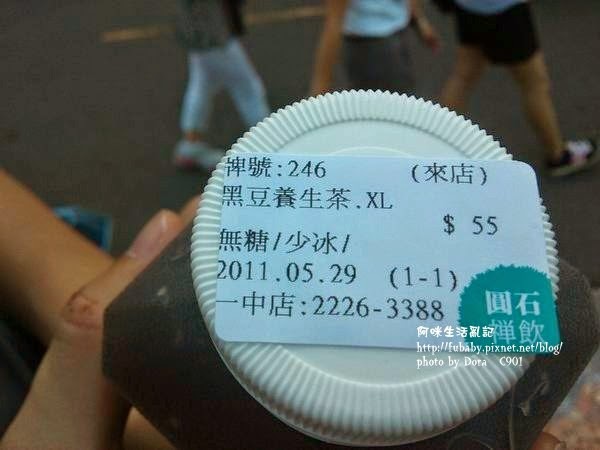 牌號:246 (來店)
黑豆養生茶.XL
$ 55
無糖/少冰/
2011.05.29 (1-1)
一中店:2226-3388
圓石
禅飲
阿咪生活亂記
http://fubaby.pixnet.net/blog/
photo by Dora C901